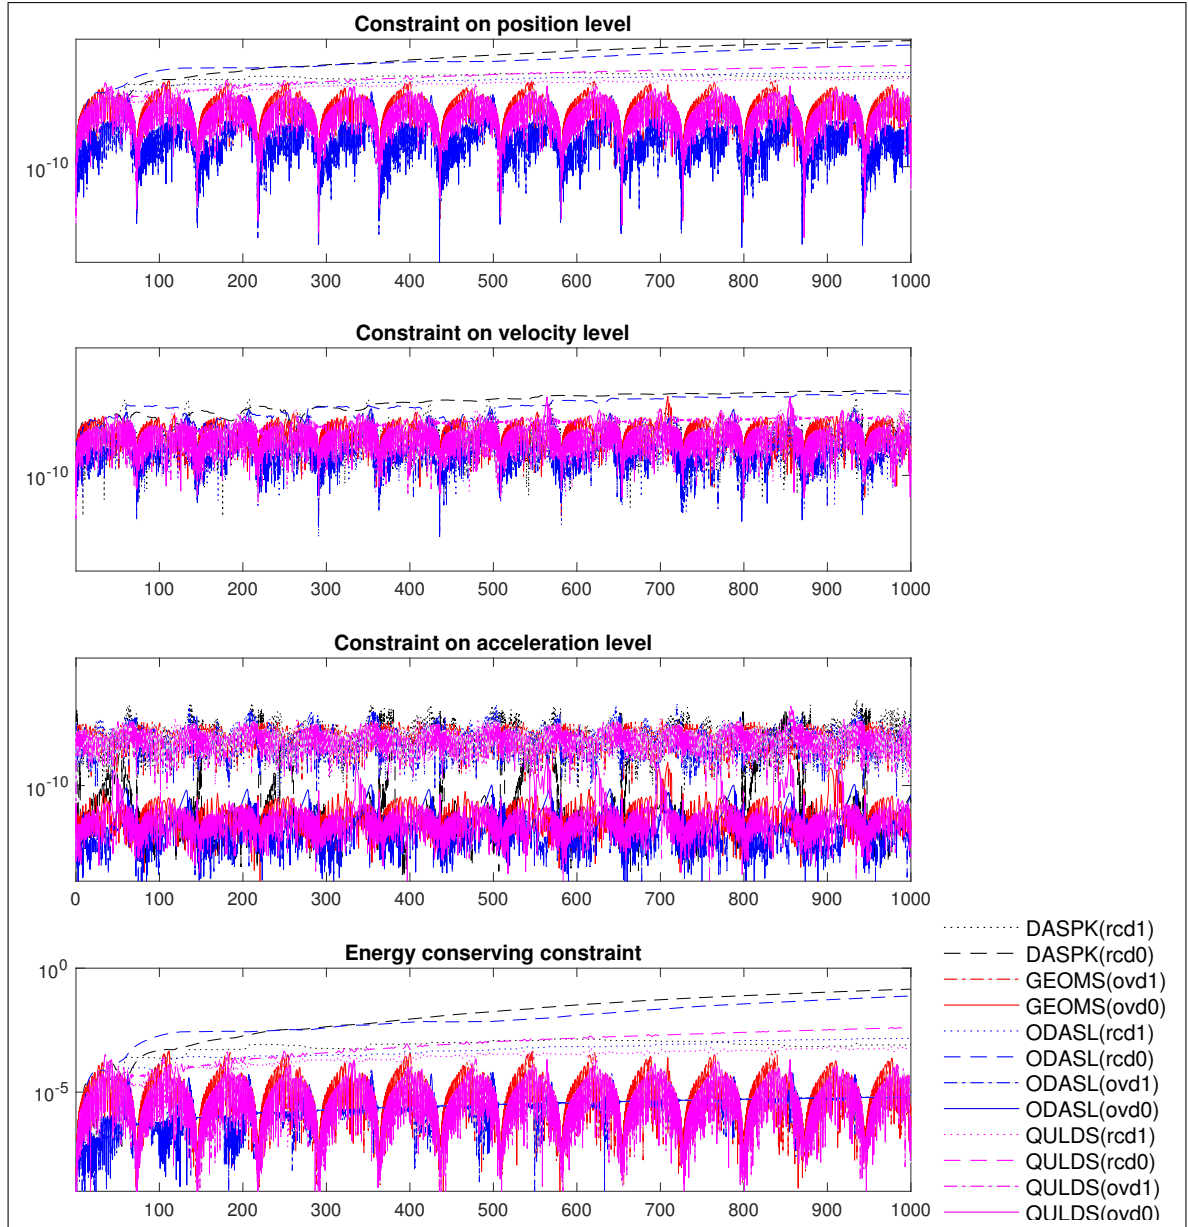 Constraint on position level
10^-10
100 200 300 400 500 600 700 800 900 1000
Constraint on velocity level
10^-10
100 200 300 400 500 600 700 800 900 1000
Constraint on acceleration level
10^-10
0 100 200 300 400 500 600 700 800 900 1000
Energy conserving constraint
10^0
10^-5
100 200 300 400 500 600 700 800 900 1000
DASPK(rcd1)
DASPK(rcd0)
GEOMS(ovd1)
GEOMS(ovd0)
ODASL(rcd1)
ODASL(rcd0)
ODASL(ovd1)
ODASL(ovd0)
QULDS(rcd1)
QULDS(rcd0)
QULDS(ovd1)
QULDS(ovd0)